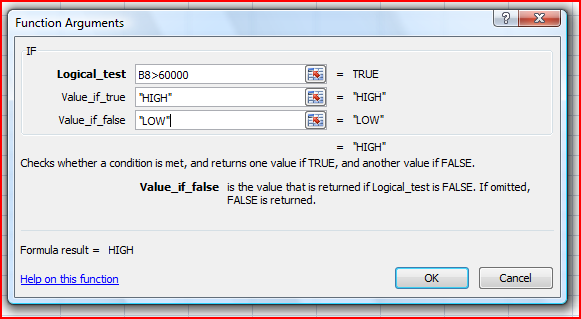 Function Arguments
IF
Logical_test B8>60000 = TRUE
Value_if_true "HIGH" = "HIGH"
Value_if_false "LOW" = "LOW"
= "HIGH"
Checks whether a condition is met, and returns one value if TRUE, and another value if FALSE.
Value_if_false is the value that is returned if Logical_test is FALSE. If omitted,
FALSE is returned.
Formula result = HIGH
Help on this function OK Cancel